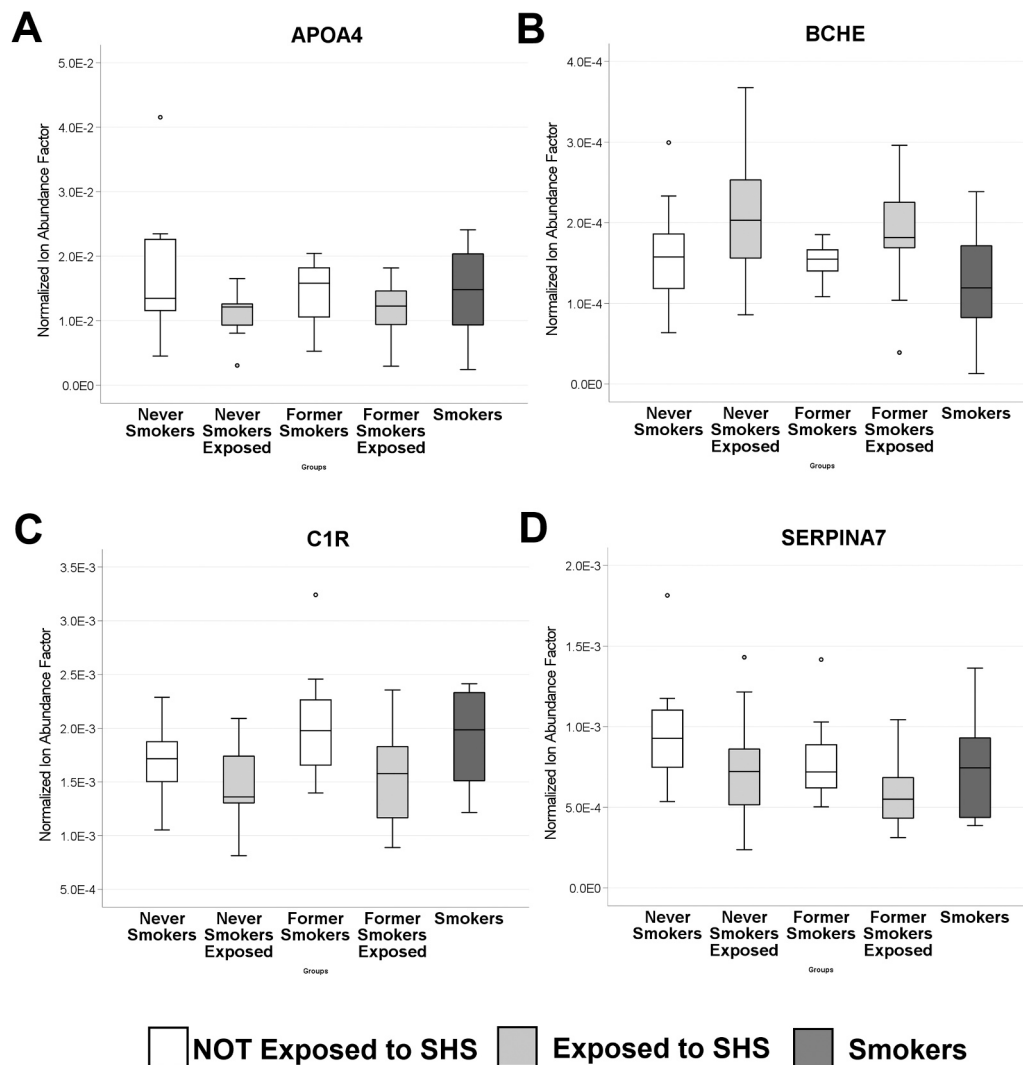 A
APOA4
Normalized Ion Abundance Factor
5.0E-2
4.0E-2
3.0E-2
2.0E-2
1.0E-2
0.0E0
Never Smokers
Never Smokers Exposed
Former Smokers
Former Smokers Exposed
Smokers
Groups
B
BCHE
Normalized Ion Abundance Factor
4.0E-4
3.0E-4
2.0E-4
1.0E-4
0.0E0
Never Smokers
Never Smokers Exposed
Former Smokers
Former Smokers Exposed
Smokers
Groups
C
C1R
Normalized Ion Abundance Factor
3.5E-3
3.0E-3
2.5E-3
2.0E-3
1.5E-3
1.0E-3
5.0E-4
Never Smokers
Never Smokers Exposed
Former Smokers
Former Smokers Exposed
Smokers
Groups
D
SERPINA7
Normalized Ion Abundance Factor
2.0E-3
1.5E-3
1.0E-3
5.0E-4
0.0E0
Never Smokers
Never Smokers Exposed
Former Smokers
Former Smokers Exposed
Smokers
Groups
NOT Exposed to SHS
Exposed to SHS
Smokers